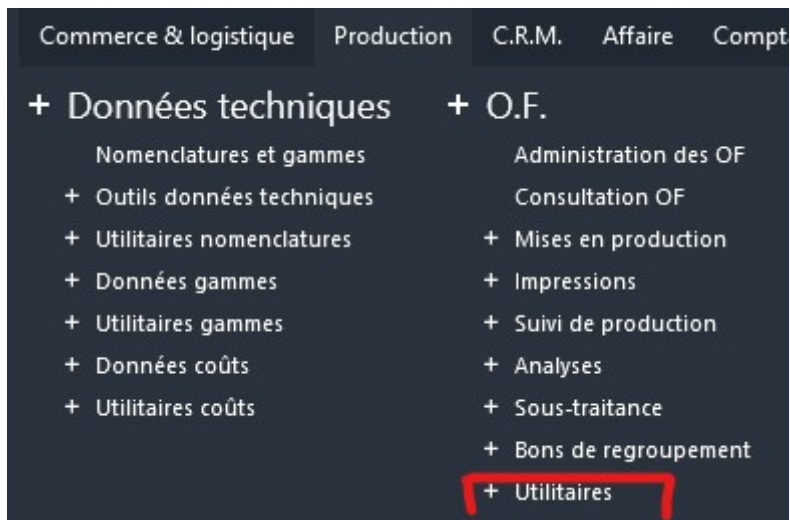 Commerce & logistique Production C.R.M. Affaire Compta
+ Données techniques
Nomenclatures et gammes
+ Outils données techniques
+ Utilitaires nomenclatures
+ Données gammes
+ Utilitaires gammes
+ Données coûts
+ Utilitaires coûts
+ O.F.
Administration des OF
Consultation OF
+ Mises en production
+ Impressions
+ Suivi de production
+ Analyses
+ Sous-traitance
+ Bons de regroupement
+ Utilitaires